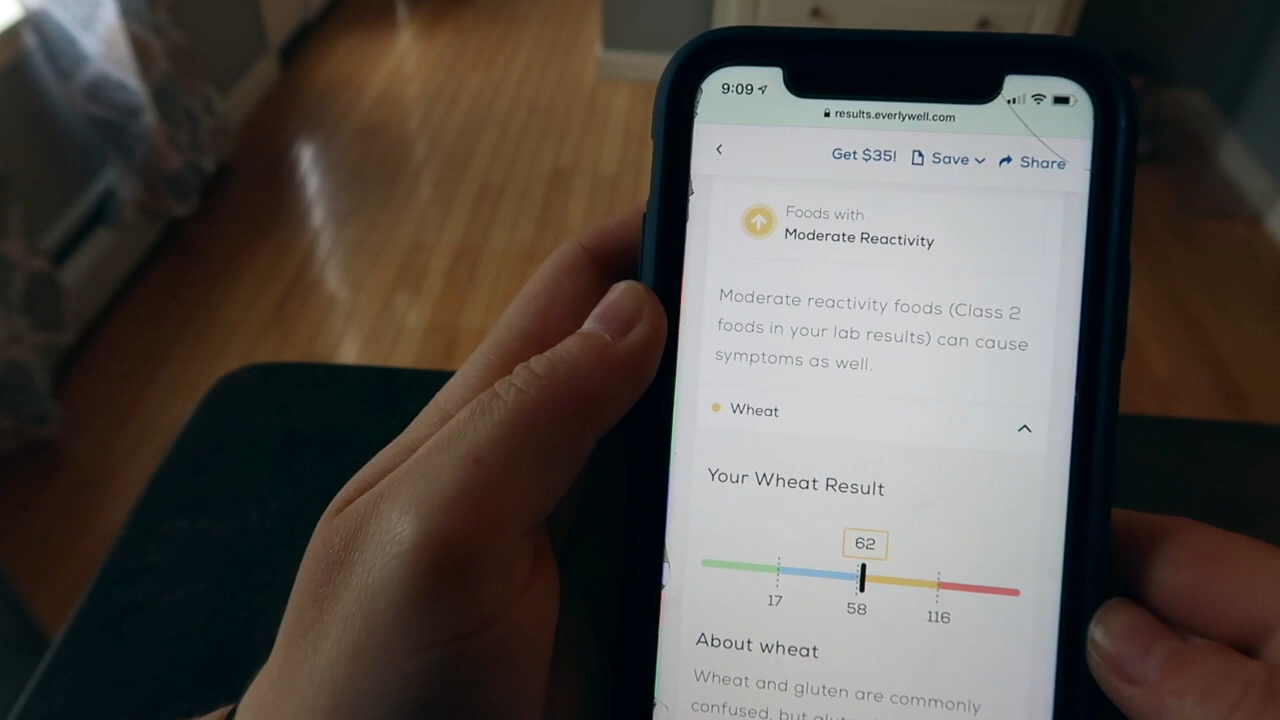 9:09
results.everlywell.com
Get $35! Save Share
Foods with
Moderate Reactivity
Moderate reactivity foods (Class 2
foods in your lab results) can cause
symptoms as well.
Wheat
Your Wheat Result
62
17 58 116
About wheat
Wheat and gluten are commonly
confused, but